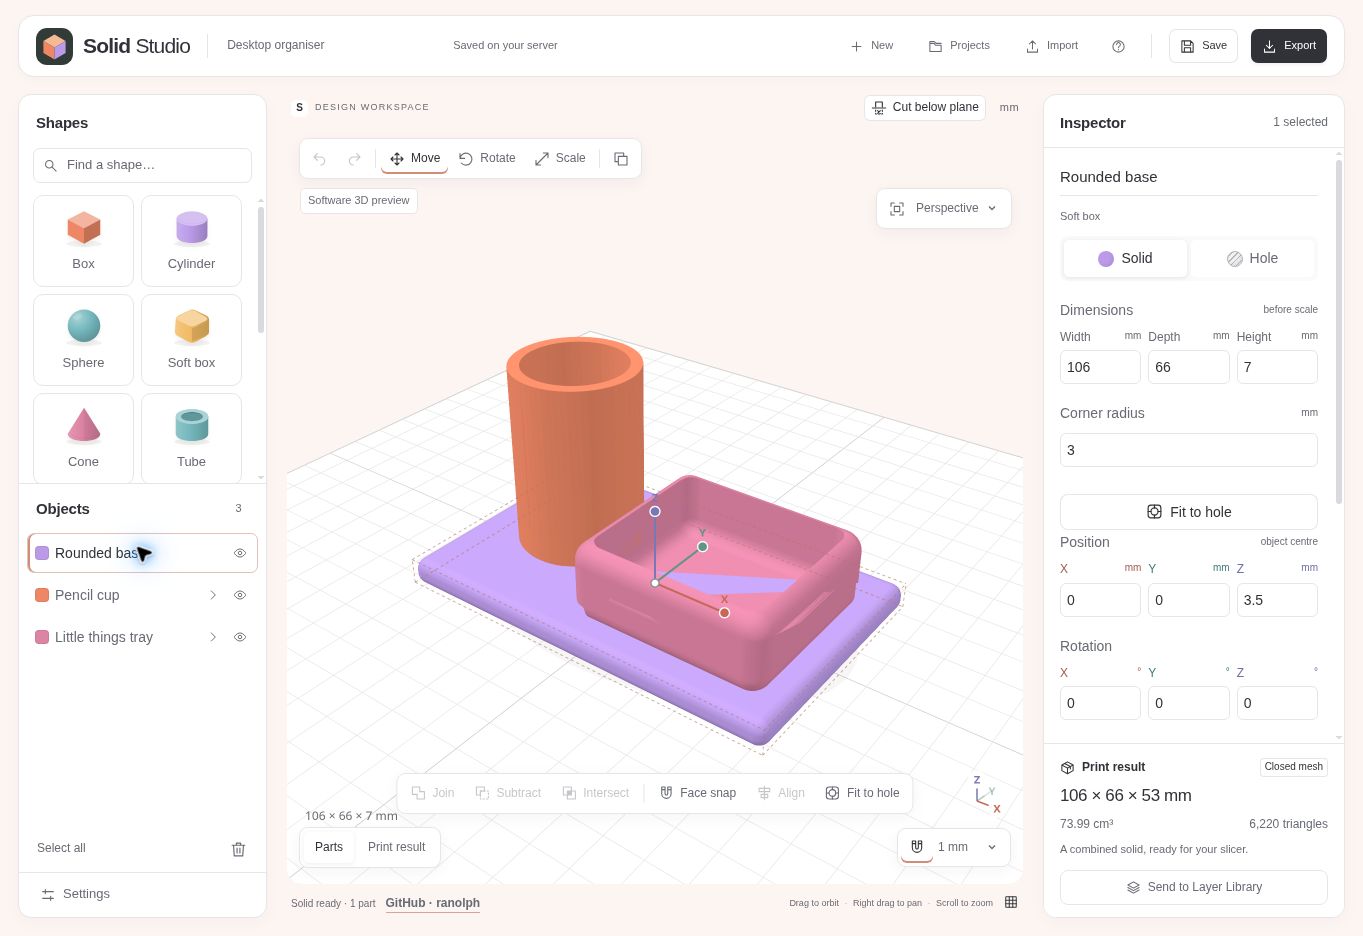 Solid Studio
Desktop organiser
Saved on your server
New
Projects
Import
Save
Export
Shapes
Find a shape…
Box
Cylinder
Sphere
Soft box
Cone
Tube
Objects
3
Rounded base
Pencil cup
Little things tray
Select all
Settings
S
DESIGN WORKSPACE
Cut below plane
mm
Move
Rotate
Scale
Software 3D preview
Perspective
Z
Y
X
Join
Subtract
Intersect
Face snap
Align
Fit to hole
106 × 66 × 7 mm
Parts
Print result
Z
Y
X
1 mm
Solid ready · 1 part
GitHub · ranolph
Drag to orbit · Right drag to pan · Scroll to zoom
Inspector
1 selected
Rounded base
Soft box
Solid
Hole
Dimensions
before scale
Width mm Depth mm Height mm
106 66 7
Corner radius
mm
3
Fit to hole
Position
object centre
X mm Y mm Z mm
0 0 3.5
Rotation
X ° Y ° Z °
0 0 0
Print result
Closed mesh
106 × 66 × 53 mm
73.99 cm³
6,220 triangles
A combined solid, ready for your slicer.
Send to Layer Library